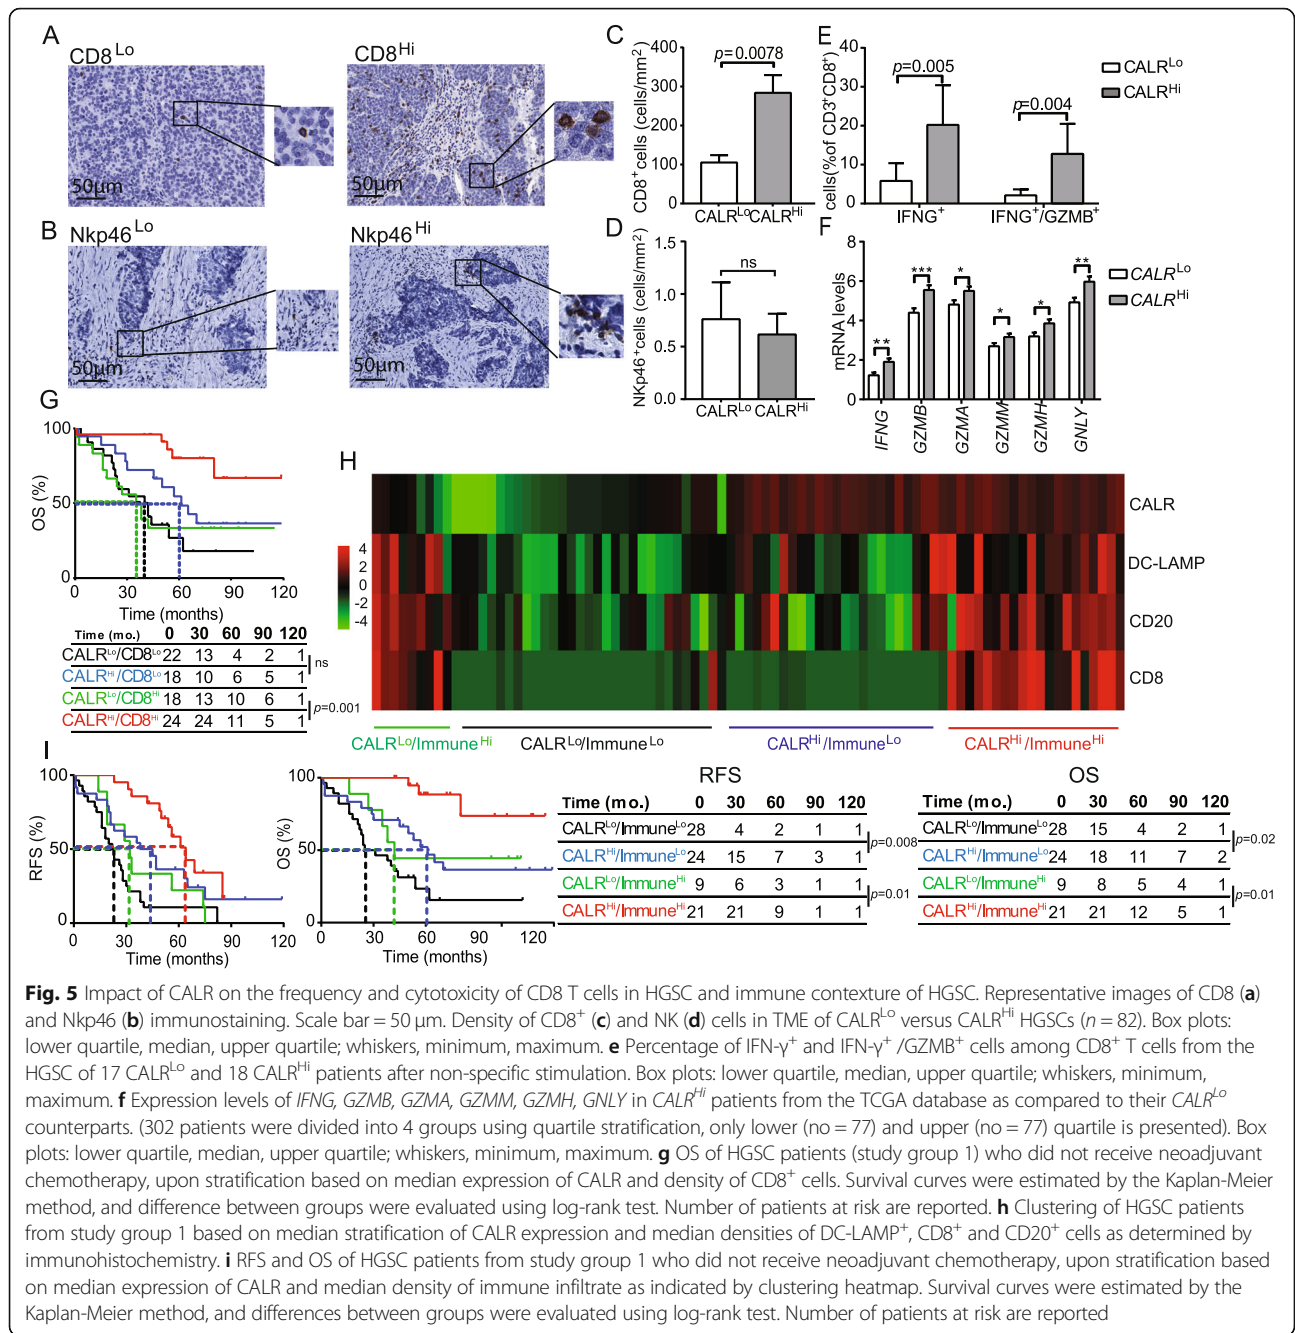 A
CD8Lo
CD8Hi
50µm
50µm
B
Nkp46Lo
Nkp46Hi
50µm
50µm
C
CD8+ cells (cells/mm2)
400
300
200
100
0
p=0.0078
CALRLo CALRHi
D
NKp46+cells (cells/mm2)
1.5
1.0
0.5
0.0
ns
CALRLo CALRHi
E
cells(% of CD3+CD8+)
40
30
20
10
0
p=0.005
p=0.004
IFNG+ IFNG+/GZMB+
CALRLo
CALRHi
F
mRNA levels
8
6
4
2
0
** *** * * * **
IFNG GZMB GZMA GZMM GZMH GNLY
CALRLo
CALRHi
G
OS (%)
100
50
0
0 30 60 90 120
Time (months)
Time (mo.) 0 30 60 90 120
CALRLo/CD8Lo 22 13 4 2 1
CALRHi/CD8Lo 18 10 6 5 1
CALRLo/CD8Hi 18 13 10 6 1
CALRHi/CD8Hi 24 24 11 5 1
ns
p=0.001
H
4
2
0
-2
-4
CALR
DC-LAMP
CD20
CD8
CALRLo/Immune Hi CALRLo/ImmuneLo CALRHi/ImmuneLo CALRHi/ImmuneHi
I
RFS (%)
100
50
0
0 30 60 90 120
Time (months)
OS (%)
100
50
0
0 30 60 90 120
Time (months)
RFS
Time (mo.) 0 30 60 90 120
CALRLo/ImmuneLo 28 4 2 1 1
CALRHi/ImmuneLo 24 15 7 3 1
CALRLo/ImmuneHi 9 6 3 1 1
CALRHi/ImmuneHi 21 21 9 1 1
p=0.008
p=0.01
OS
Time (mo.) 0 30 60 90 120
CALRLo/ImmuneLo 28 15 4 2 1
CALRHi/ImmuneLo 24 18 11 7 2
CALRLo/ImmuneHi 9 8 5 4 1
CALRHi/ImmuneHi 21 21 12 5 1
p=0.02
p=0.01
Fig. 5 Impact of CALR on the frequency and cytotoxicity of CD8 T cells in HGSC and immune contexture of HGSC. Representative images of CD8 (a)
and Nkp46 (b) immunostaining. Scale bar = 50 µm. Density of CD8+ (c) and NK (d) cells in TME of CALRLo versus CALRHi HGSCs (n = 82). Box plots:
lower quartile, median, upper quartile; whiskers, minimum, maximum. e Percentage of IFN-γ+ and IFN-γ+ /GZMB+ cells among CD8+ T cells from the
HGSC of 17 CALRLo and 18 CALRHi patients after non-specific stimulation. Box plots: lower quartile, median, upper quartile; whiskers, minimum,
maximum. f Expression levels of IFNG, GZMB, GZMA, GZMM, GZMH, GNLY in CALRHi patients from the TCGA database as compared to their CALRLo
counterparts. (302 patients were divided into 4 groups using quartile stratification, only lower (no = 77) and upper (no = 77) quartile is presented). Box
plots: lower quartile, median, upper quartile; whiskers, minimum, maximum. g OS of HGSC patients (study group 1) who did not receive neoadjuvant
chemotherapy, upon stratification based on median expression of CALR and density of CD8+ cells. Survival curves were estimated by the Kaplan-Meier
method, and difference between groups were evaluated using log-rank test. Number of patients at risk are reported. h Clustering of HGSC patients
from study group 1 based on median stratification of CALR expression and median densities of DC-LAMP+, CD8+ and CD20+ cells as determined by
immunohistochemistry. i RFS and OS of HGSC patients from study group 1 who did not receive neoadjuvant chemotherapy, upon stratification based
on median expression of CALR and median density of immune infiltrate as indicated by clustering heatmap. Survival curves were estimated by the
Kaplan-Meier method, and differences between groups were evaluated using log-rank test. Number of patients at risk are reported